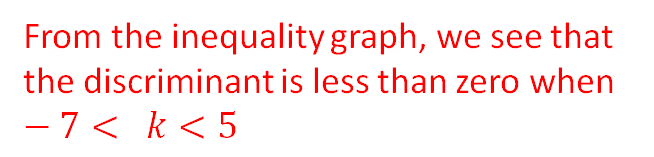 From the inequality graph, we see that
the discriminant is less than zero when
− 7 < k < 5